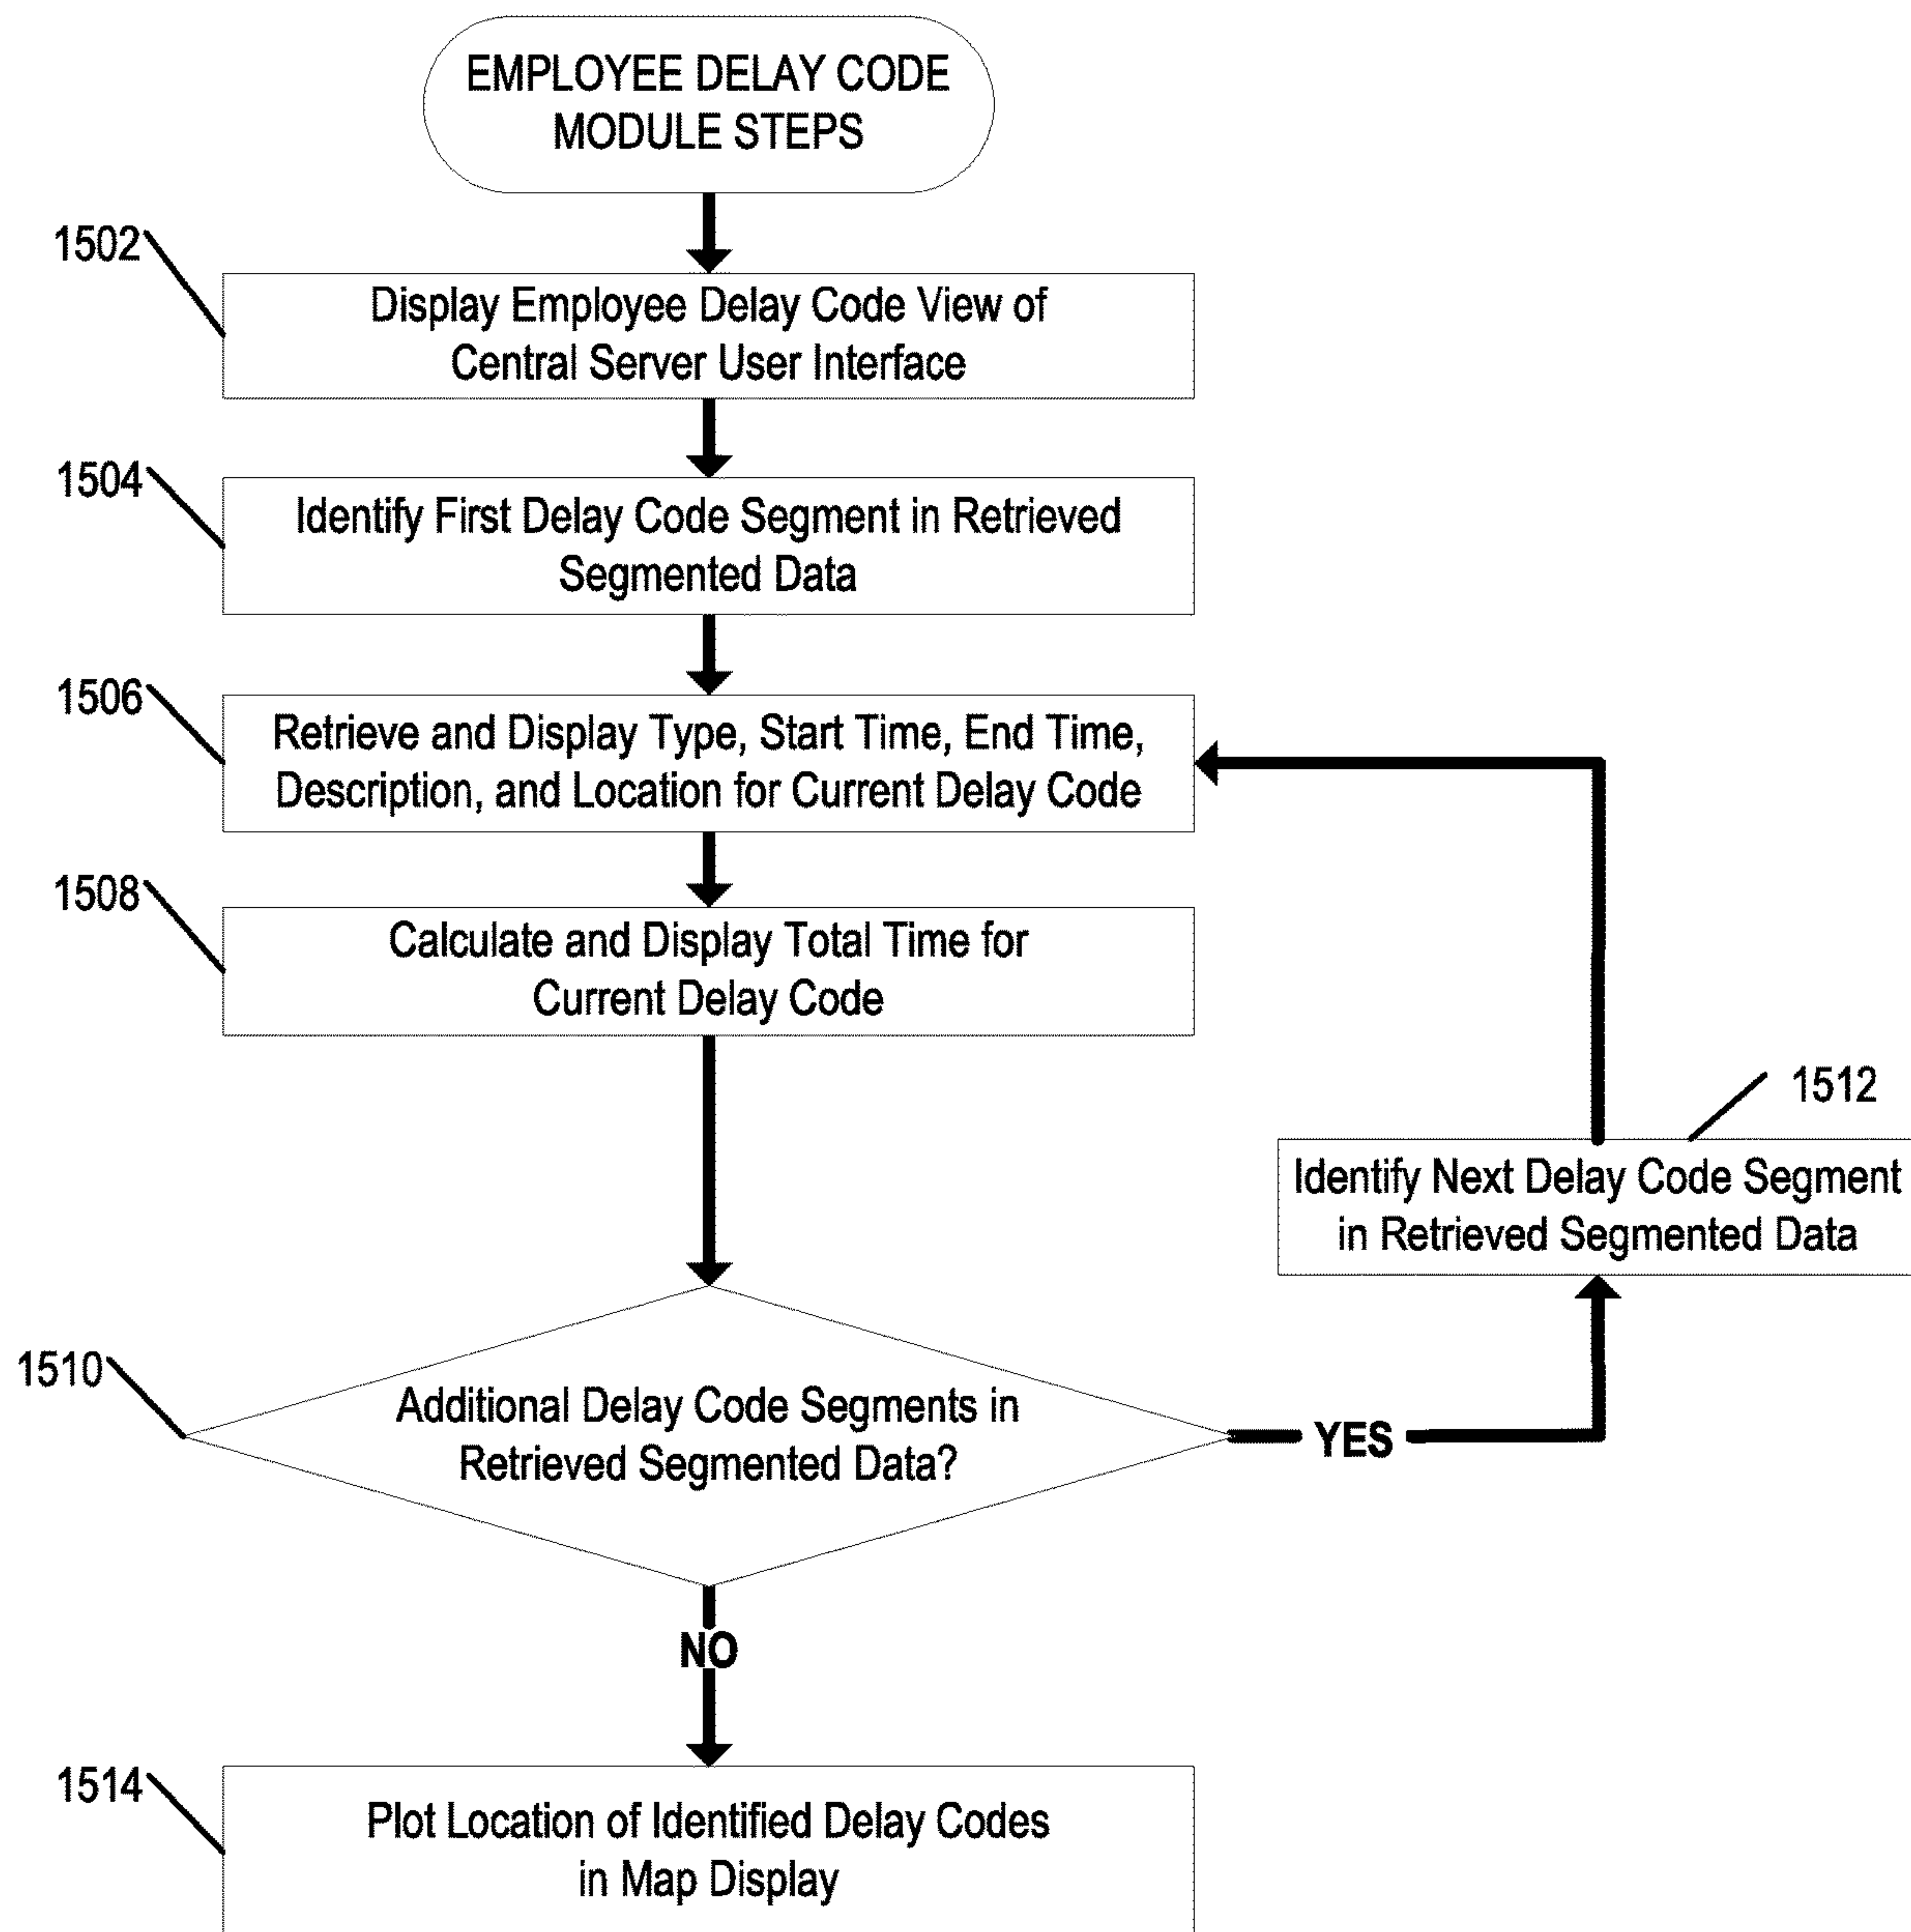 EMPLOYEE DELAY CODE
MODULE STEPS
1502
Display Employee Delay Code View of
Central Server User Interface
1504
Identify First Delay Code Segment in Retrieved
Segmented Data
1506
Retrieve and Display Type, Start Time, End Time,
Description, and Location for Current Delay Code
1508
Calculate and Display Total Time for
Current Delay Code
1512
Identify Next Delay Code Segment
in Retrieved Segmented Data
1510
Additional Delay Code Segments in
Retrieved Segmented Data?
YES
NO
1514
Plot Location of Identified Delay Codes
in Map Display